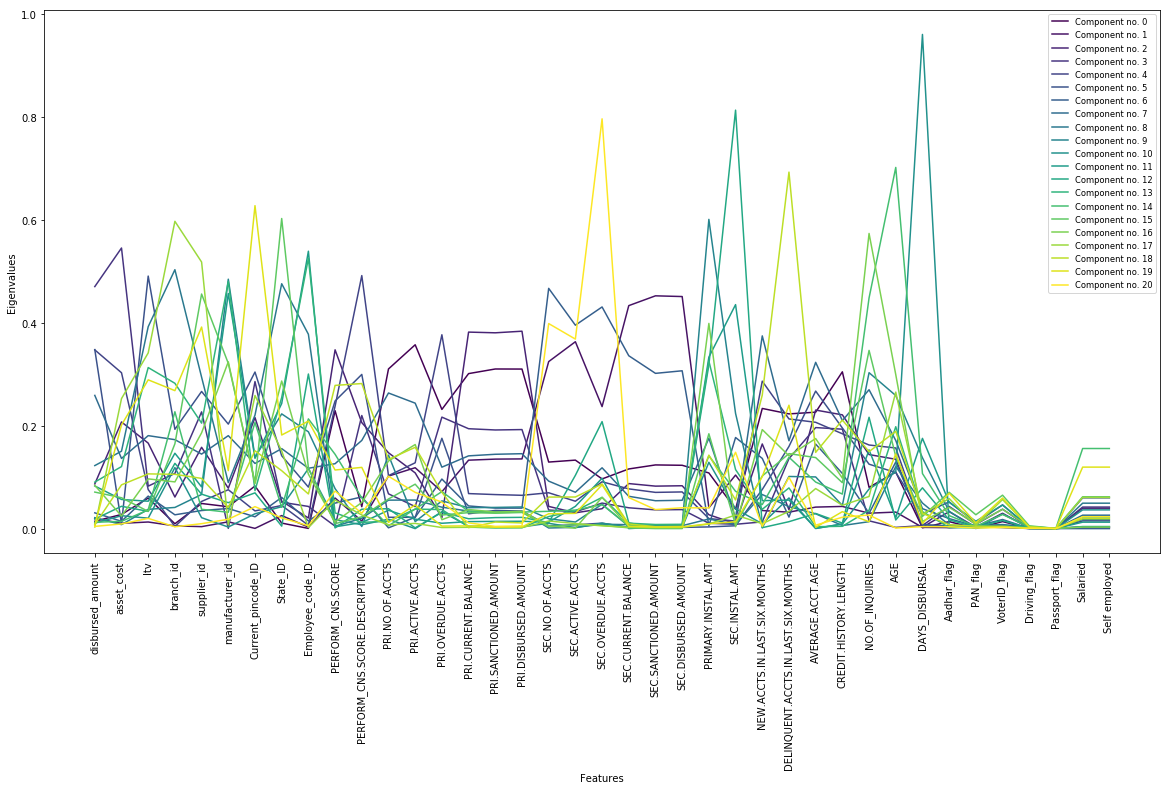 1.0
0.8
0.6
0.4
0.2
0.0
Eigenvalues
Component no. 0
Component no. 1
Component no. 2
Component no. 3
Component no. 4
Component no. 5
Component no. 6
Component no. 7
Component no. 8
Component no. 9
Component no. 10
Component no. 11
Component no. 12
Component no. 13
Component no. 14
Component no. 15
Component no. 16
Component no. 17
Component no. 18
Component no. 19
Component no. 20
disbursed_amount
asset_cost
ltv
branch_id
supplier_id
manufacturer_id
Current_pincode_ID
State_ID
Employee_code_ID
PERFORM_CNS.SCORE
PERFORM_CNS.SCORE.DESCRIPTION
PRI.NO.OF.ACCTS
PRI.ACTIVE.ACCTS
PRI.OVERDUE.ACCTS
PRI.CURRENT.BALANCE
PRI.SANCTIONED.AMOUNT
PRI.DISBURSED.AMOUNT
SEC.NO.OF.ACCTS
SEC.ACTIVE.ACCTS
SEC.OVERDUE.ACCTS
SEC.CURRENT.BALANCE
SEC.SANCTIONED.AMOUNT
SEC.DISBURSED.AMOUNT
PRIMARY.INSTAL.AMT
SEC.INSTAL.AMT
NEW.ACCTS.IN.LAST.SIX.MONTHS
DELINQUENT.ACCTS.IN.LAST.SIX.MONTHS
AVERAGE.ACCT.AGE
CREDIT.HISTORY.LENGTH
NO.OF_INQUIRIES
AGE
DAYS_DISBURSAL
Aadhar_flag
PAN_flag
VoterID_flag
Driving_flag
Passport_flag
Salaried
Self employed
Features